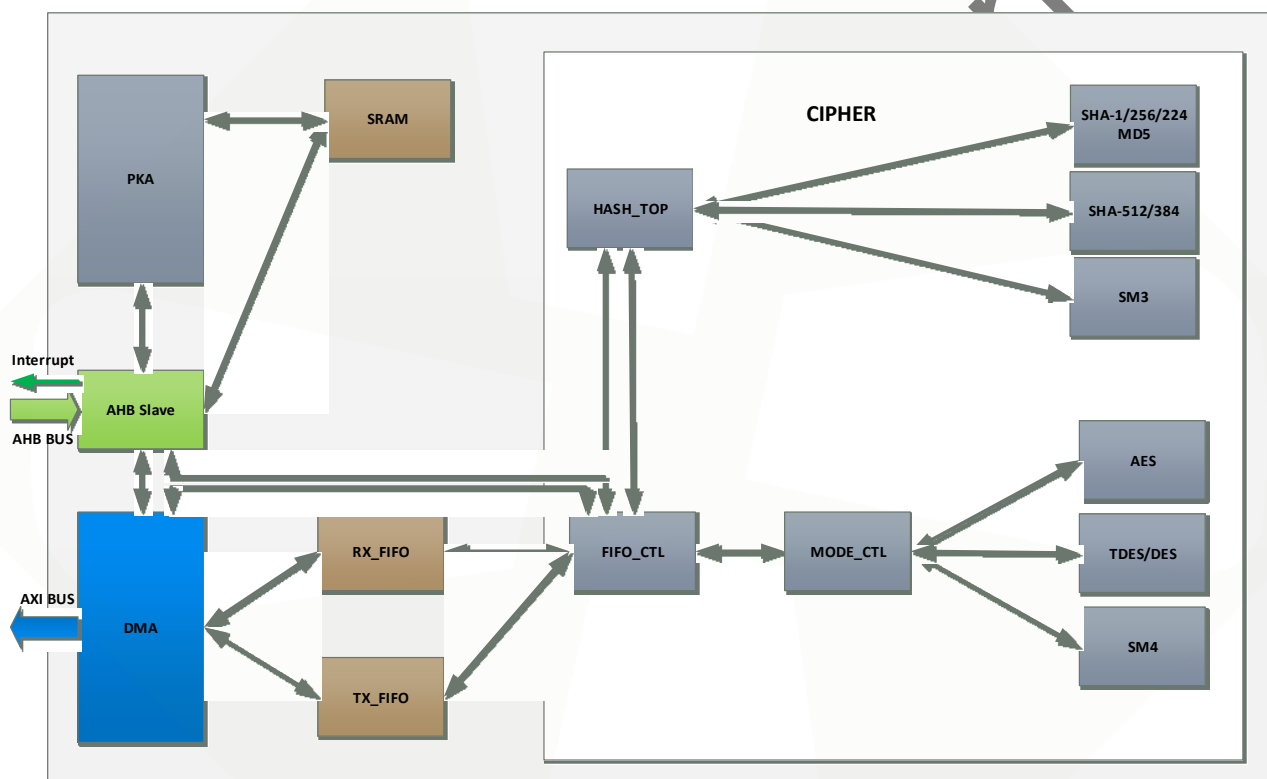 PKA
SRAM
CIPHER
HASH_TOP
SHA-1/256/224
MD5
SHA-512/384
SM3
Interrupt
AHB Slave
AHB BUS
AES
RX_FIFO
FIFO_CTL
MODE_CTL
TDES/DES
AXI BUS
DMA
TX_FIFO
SM4